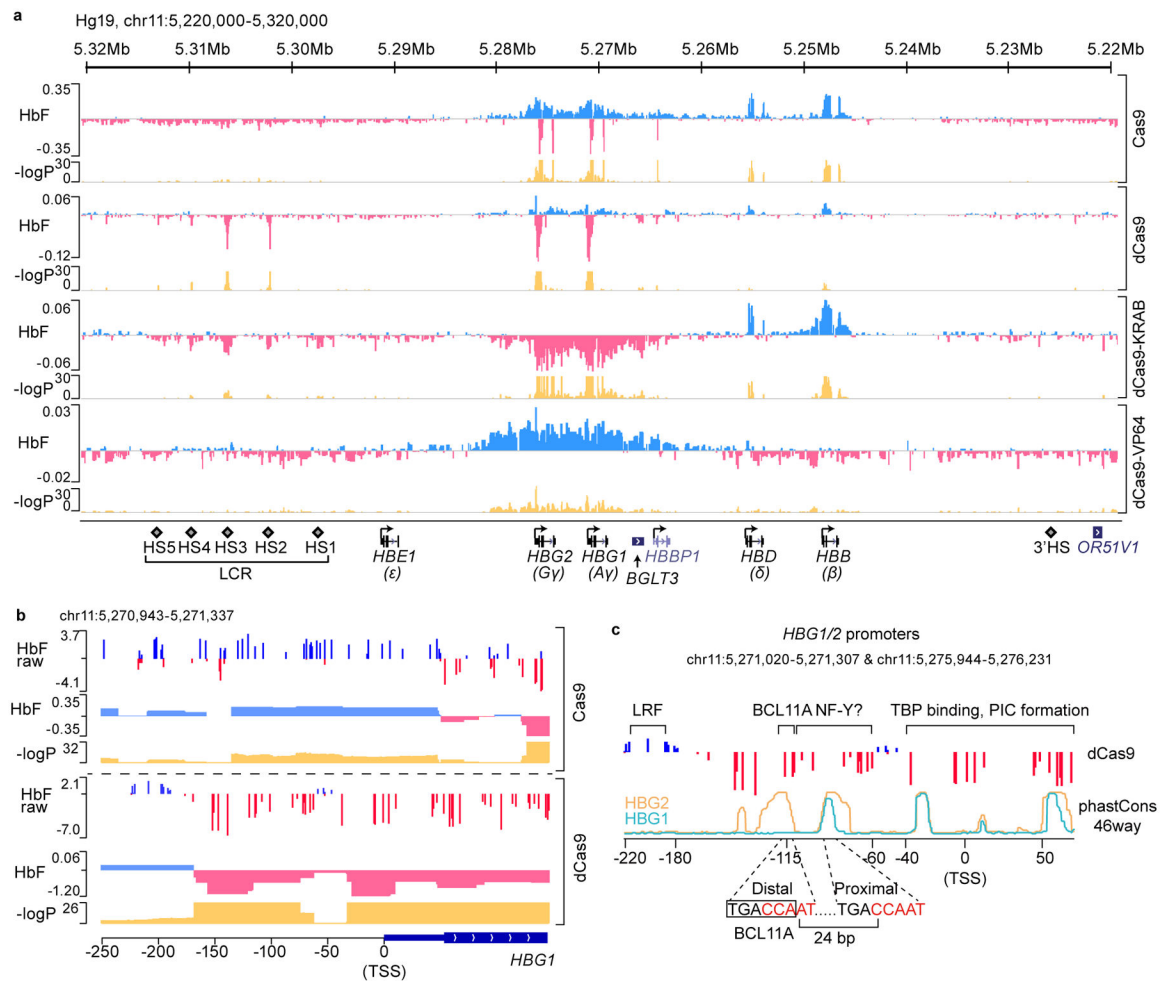 a
Hg19, chr11:5,220,000-5,320,000
5.32Mb 5.31Mb 5.30Mb 5.29Mb 5.28Mb 5.27Mb 5.26Mb 5.25Mb 5.24Mb 5.23Mb 5.22Mb
0.35
HbF
-0.35
-logP 30
0
Cas9
0.06
HbF
-0.12
-logP 30
0
dCas9
0.06
HbF
-0.06
-logP 30
0
dCas9-KRAB
0.03
HbF
-0.02
-logP 30
0
dCas9-VP64
HS5 HS4 HS3 HS2 HS1 HBE1 HBG2 HBG1 HBBP1 HBD HBB 3'HS OR51V1
LCR (ε) (Gγ) (Aγ) BGLT3 (δ) (β)
b
chr11:5,270,943-5,271,337
HbF raw
3.7
-4.1
HbF
0.35
-0.35
-logP
32
Cas9
HbF raw
2.1
-7.0
HbF
0.06
-1.20
-logP
26
dCas9
-250 -200 -150 -100 -50 0
(TSS)
HBG1
c
HBG1/2 promoters
chr11:5,271,020-5,271,307 & chr11:5,275,944-5,276,231
LRF BCL11A NF-Y? TBP binding, PIC formation
dCas9
HBG2
HBG1
phastCons
46way
-220 -180 -115 -60 -40 0 50
(TSS)
Distal Proximal
TGACCAAT.....TGACCAAT
BCL11A 24 bp